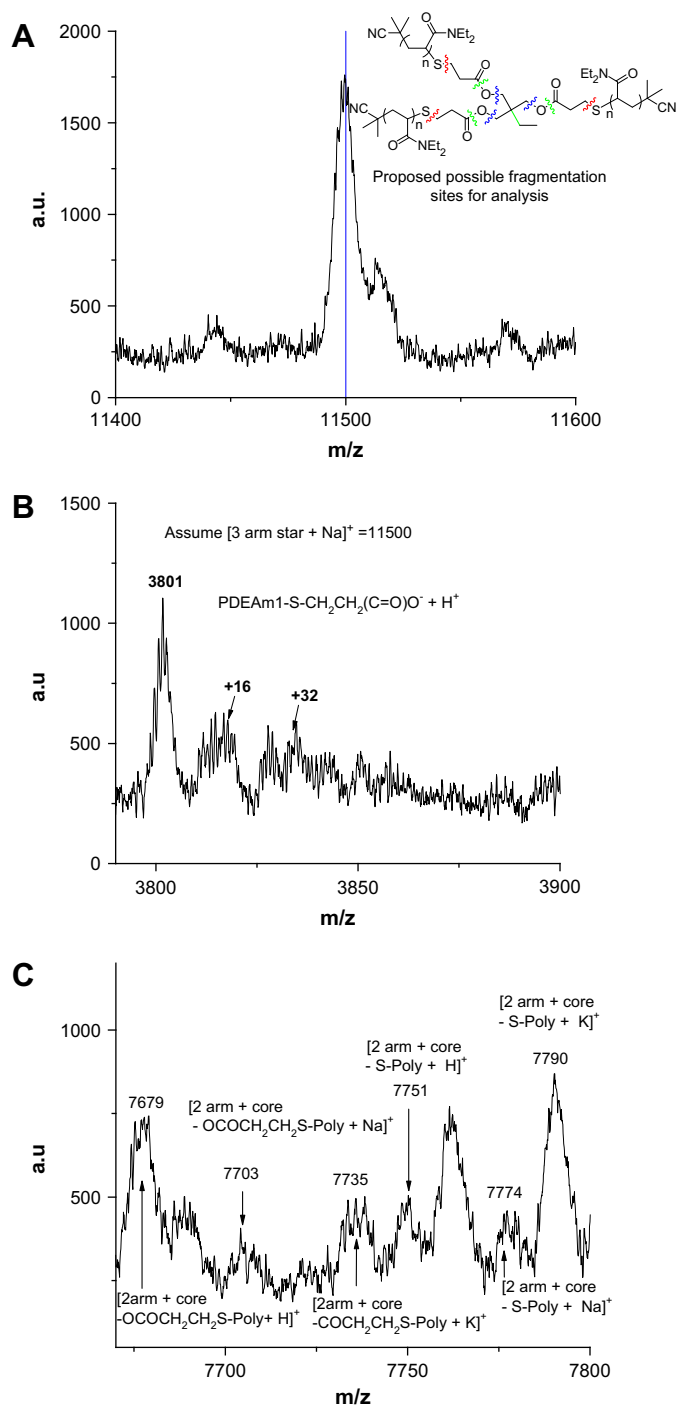 A
2000
1500
1000
500
0
a.u.
11400
11500
11600
m/z
NC
O
NEt2
n
S
O
O
Et2N
O
NC
n
S
O
O
O
O
S
n
CN
O
NEt2
Proposed possible fragmentation
sites for analysis
B
1500
1000
500
0
a.u
Assume [3 arm star + Na]+ =11500
3801
PDEAm1-S-CH2CH2(C=O)O- + H+
+16
+32
3800
3850
3900
m/z
C
1000
500
a.u
[2 arm + core
- S-Poly + K]+
7790
[2 arm + core
- S-Poly + H]+
7751
7679
[2 arm + core
- OCOCH2CH2S-Poly + Na]+
7703
7735
7774
[2arm + core
-OCOCH2CH2S-Poly+ H]+
[2arm + core
-COCH2CH2S-Poly + K]+
[2 arm + core
- S-Poly + Na]+
7700
7750
7800
m/z